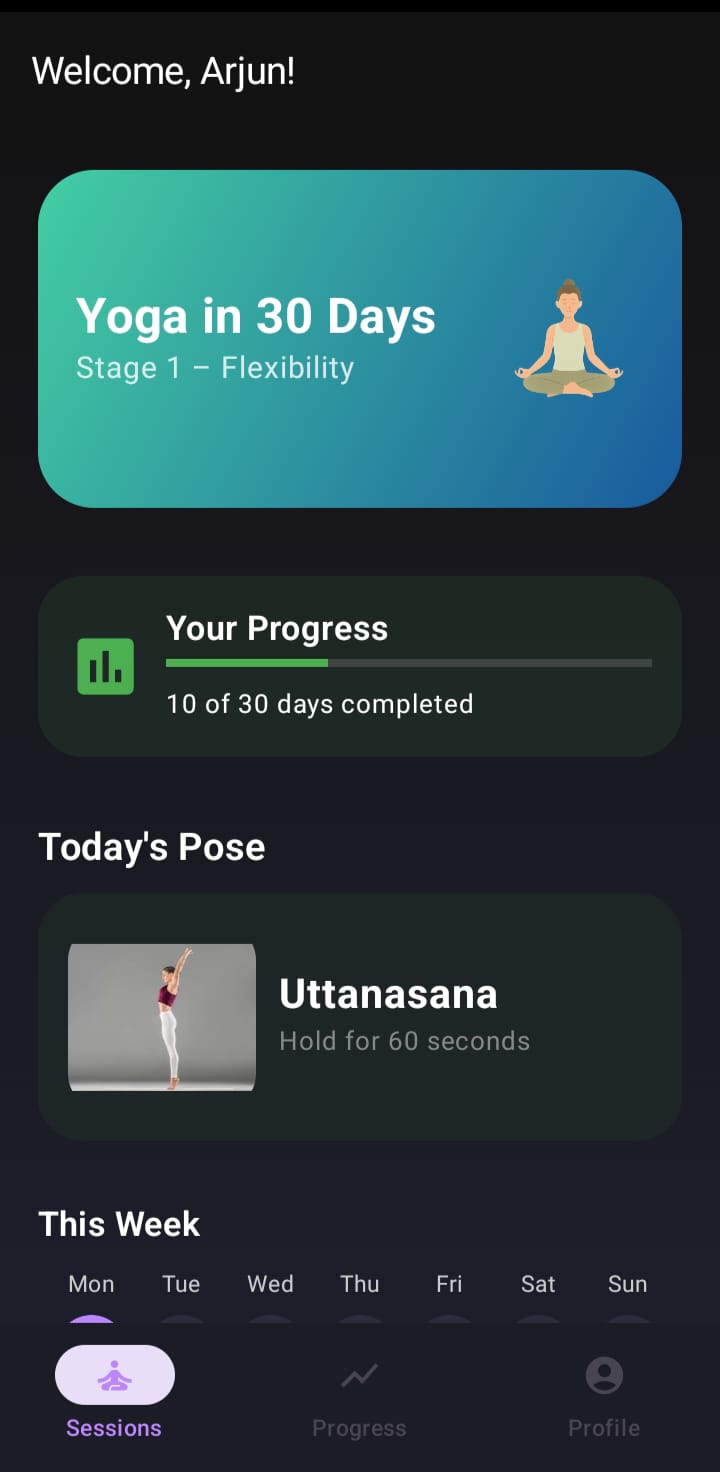 Welcome, Arjun!
Yoga in 30 Days
Stage 1 – Flexibility
Your Progress
10 of 30 days completed
Today's Pose
Uttanasana
Hold for 60 seconds
This Week
Mon Tue Wed Thu Fri Sat Sun
Sessions Progress Profile